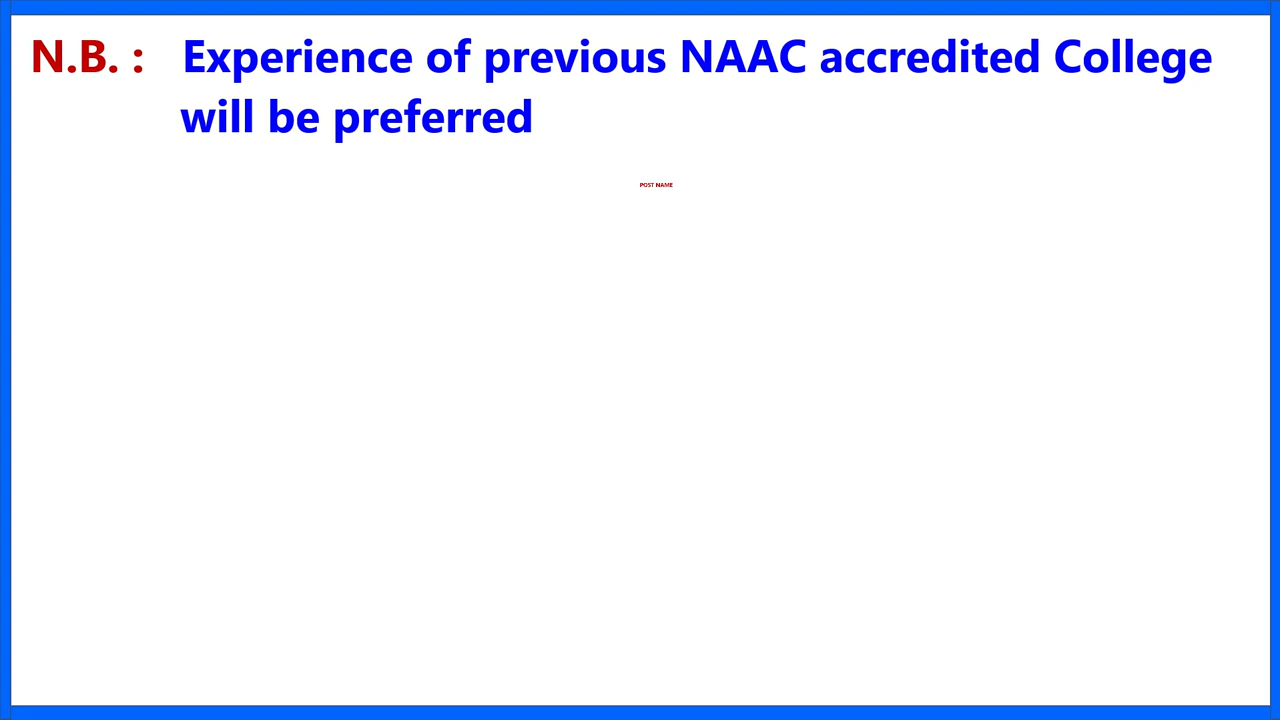 N.B. : Experience of previous NAAC accredited College
will be preferred
POST NAME